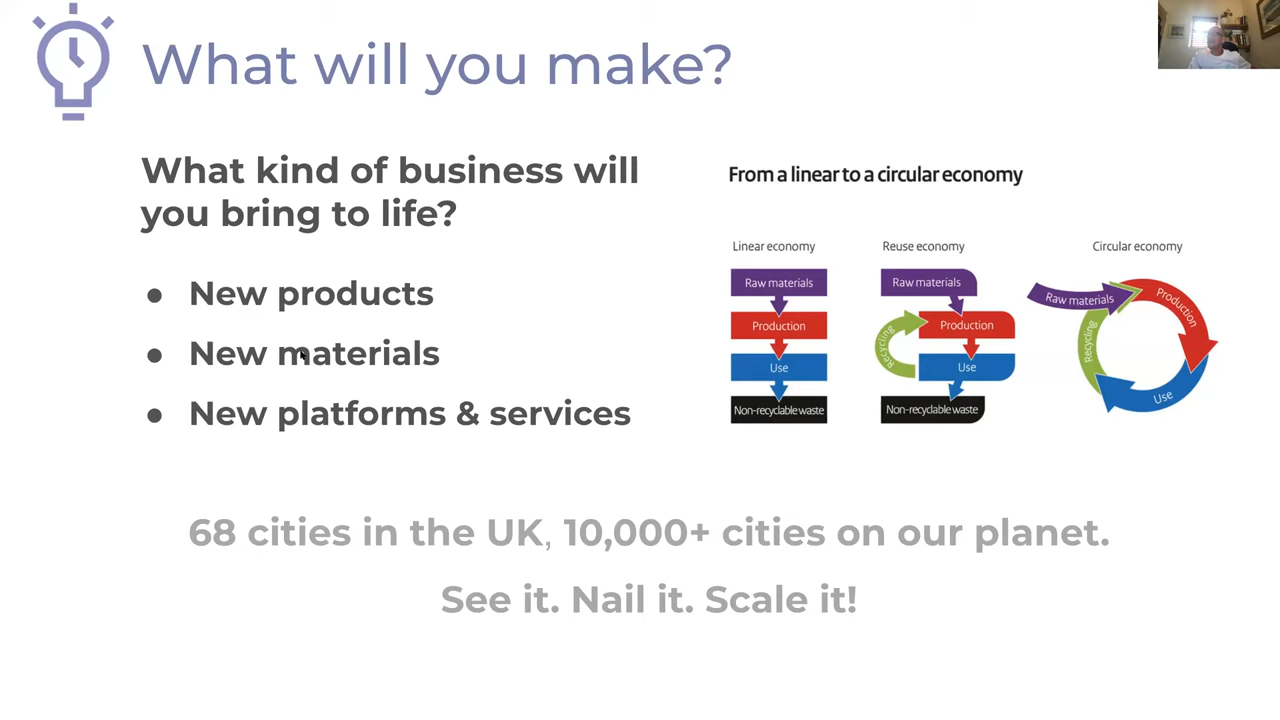 What will you make?
What kind of business will
you bring to life?
● New products
● New materials
● New platforms & services
From a linear to a circular economy
Linear economy
Raw materials
Production
Use
Non-recyclable waste
Reuse economy
Raw materials
Production
Recycling
Use
Non-recyclable waste
Circular economy
Raw materials
Production
Recycling
Use
68 cities in the UK, 10,000+ cities on our planet.
See it. Nail it. Scale it!